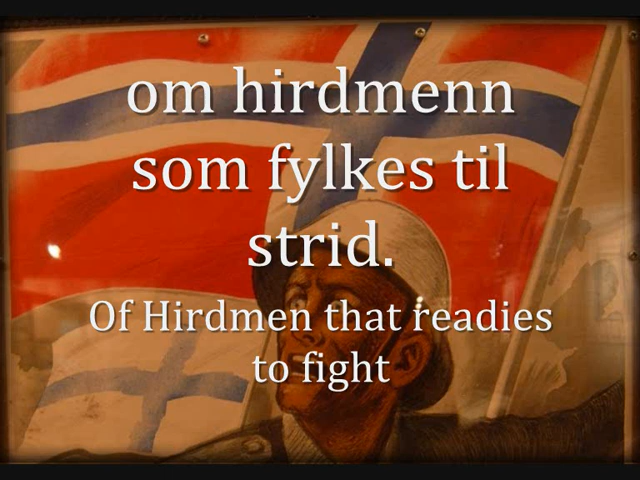 om hirdmenn
som fylkes til
strid.
Of Hirdmen that readies
to fight